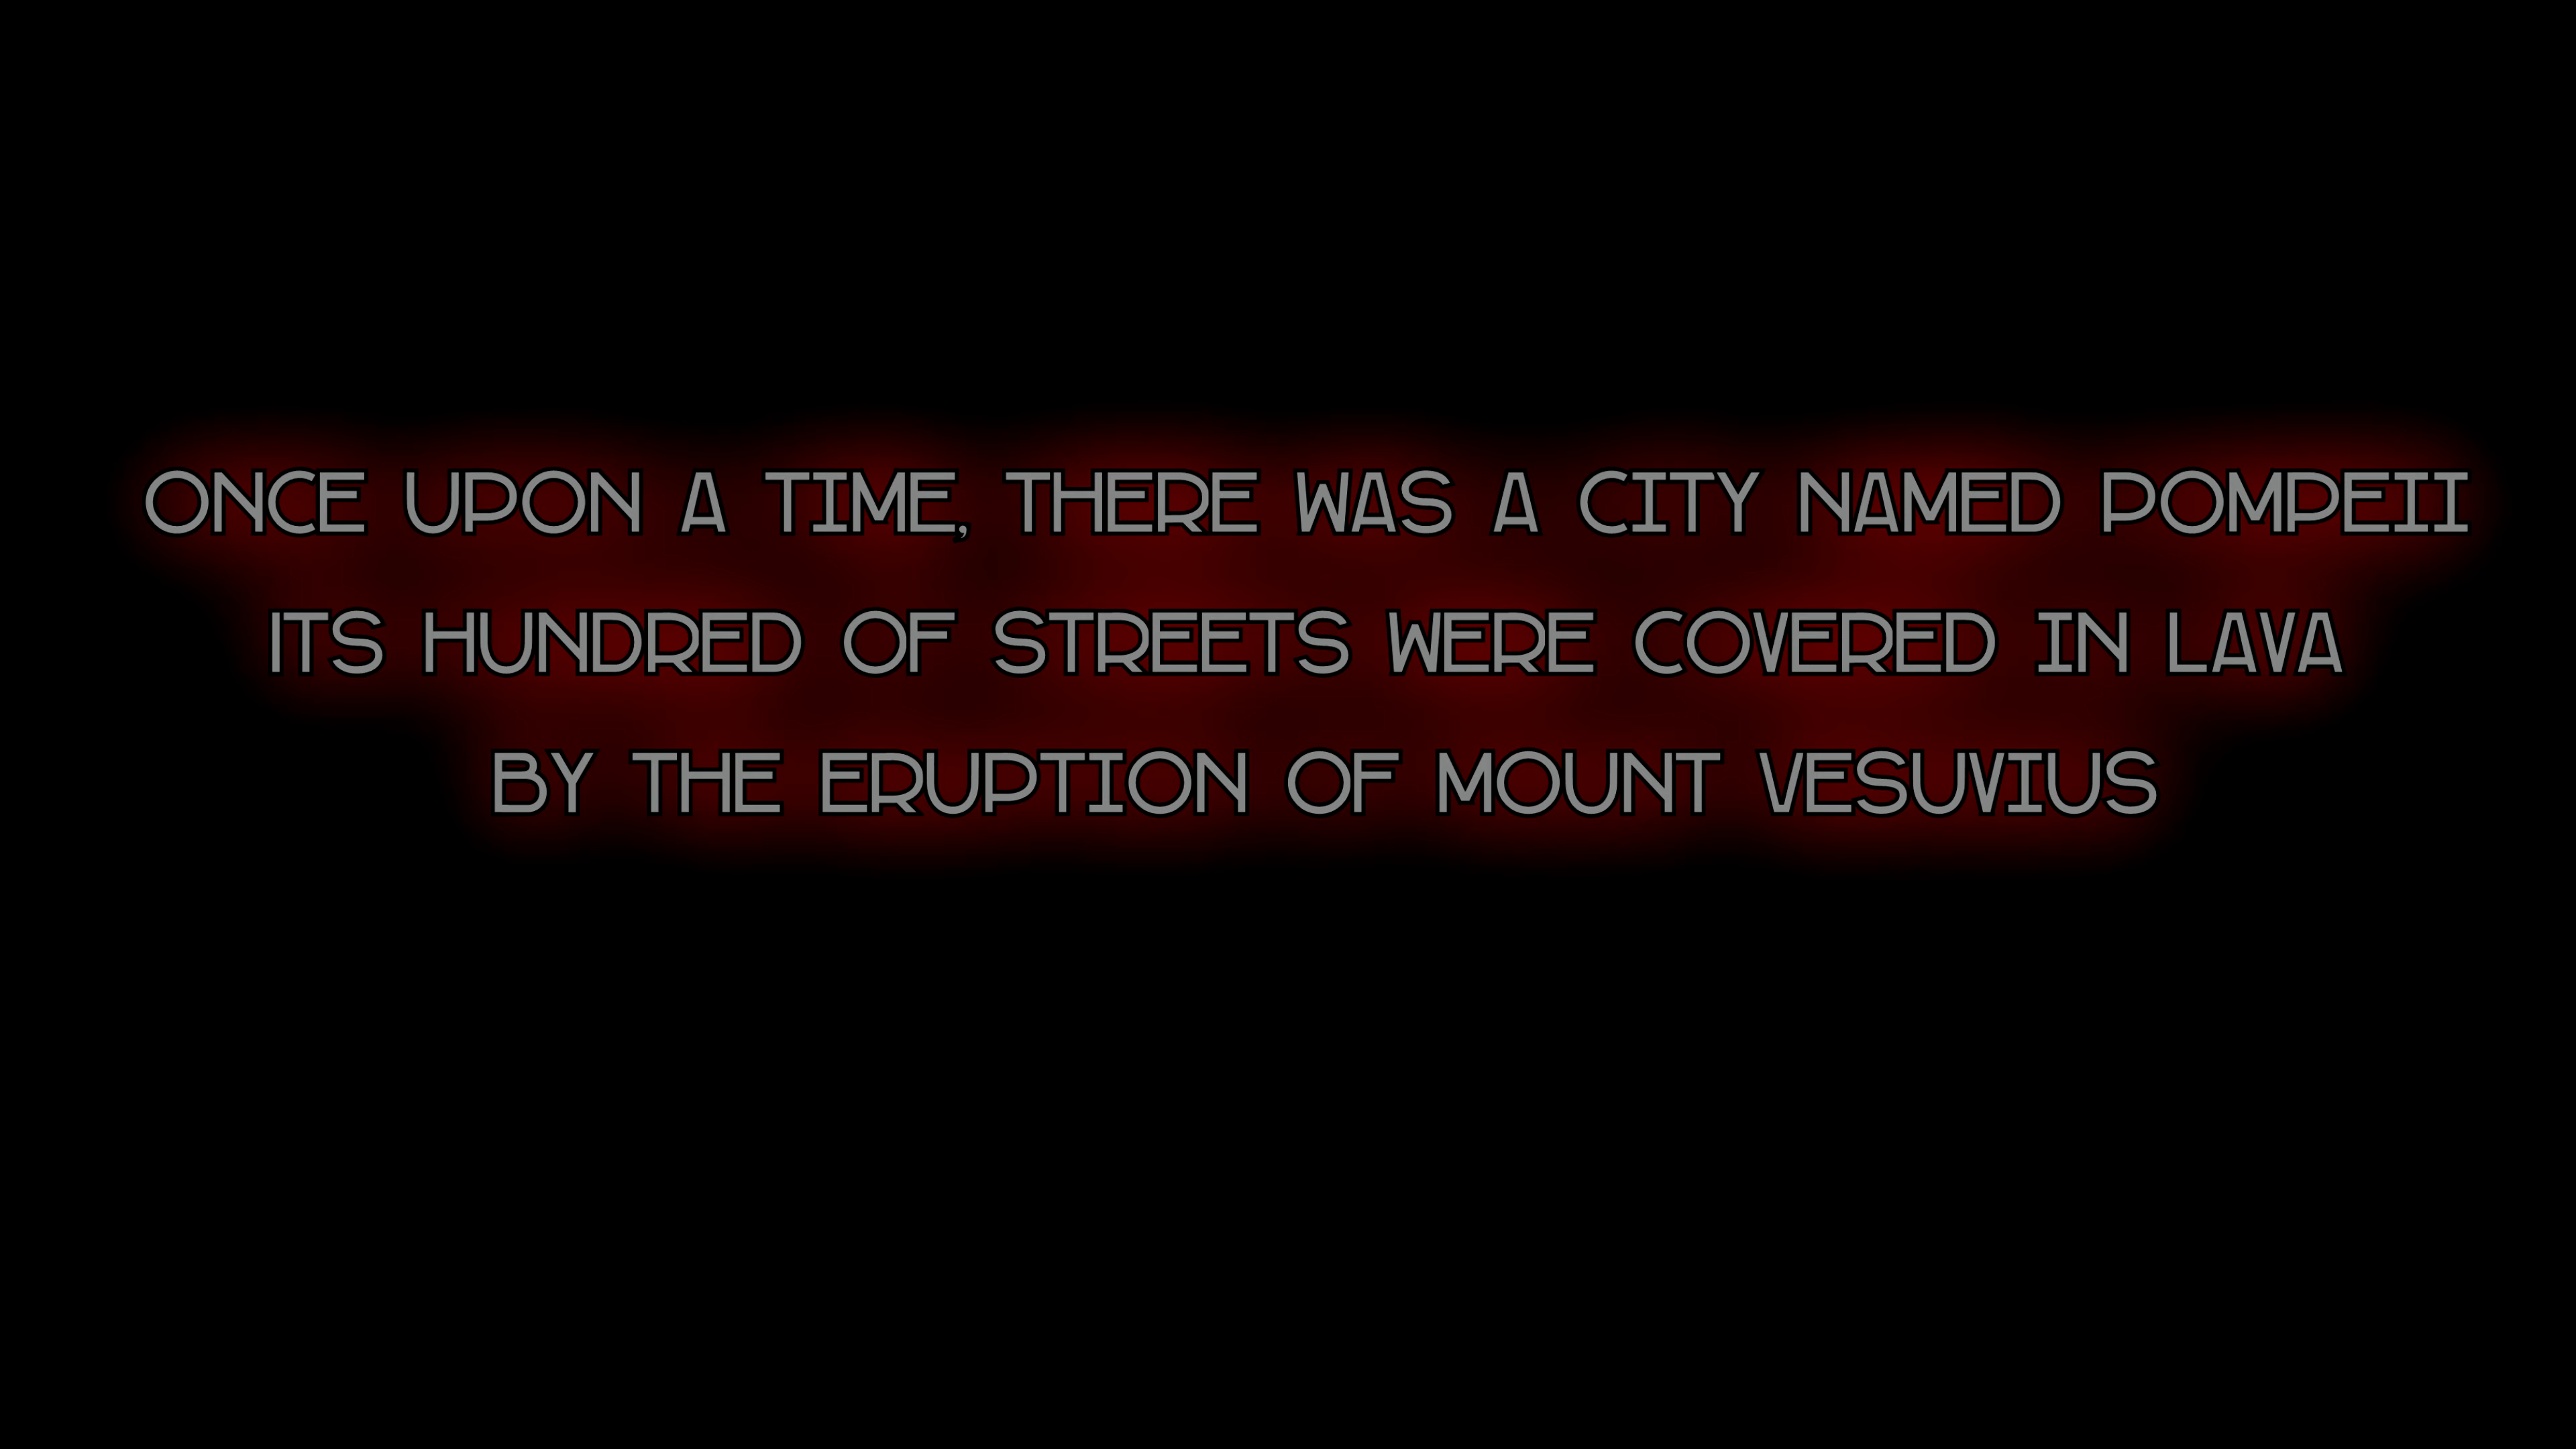 ONCE UPON A TIME, THERE WAS A CITY NAMED POMPEII
ITS HUNDRED OF STREETS WERE COVERED IN LAVA
BY THE ERUPTION OF MOUNT VESUVIUS